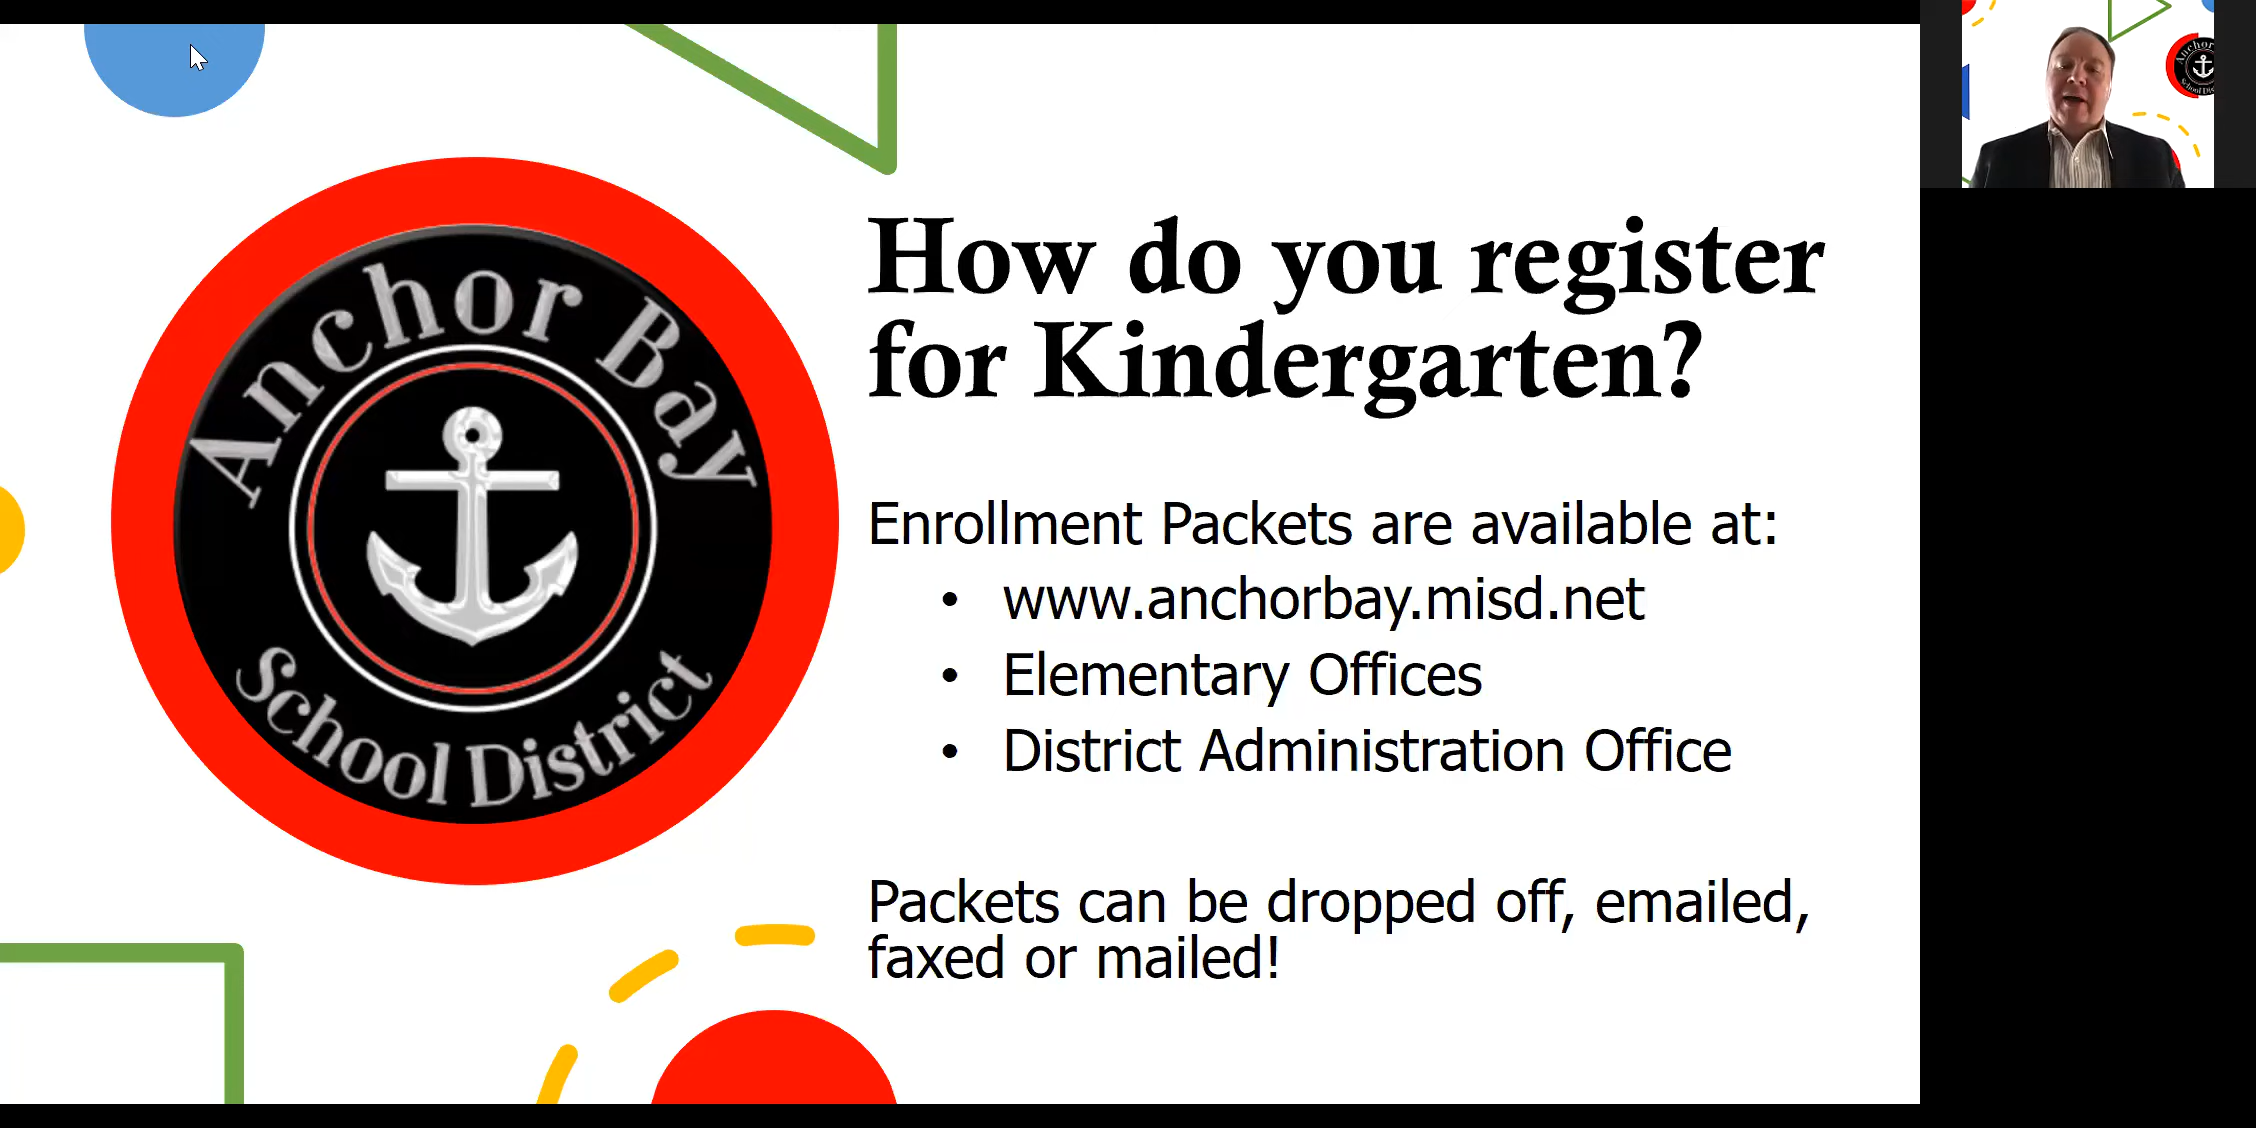 Anchor Bay
School District
How do you register
for Kindergarten?
Enrollment Packets are available at:
• www.anchorbay.misd.net
• Elementary Offices
• District Administration Office
Packets can be dropped off, emailed,
faxed or mailed!
Anchor